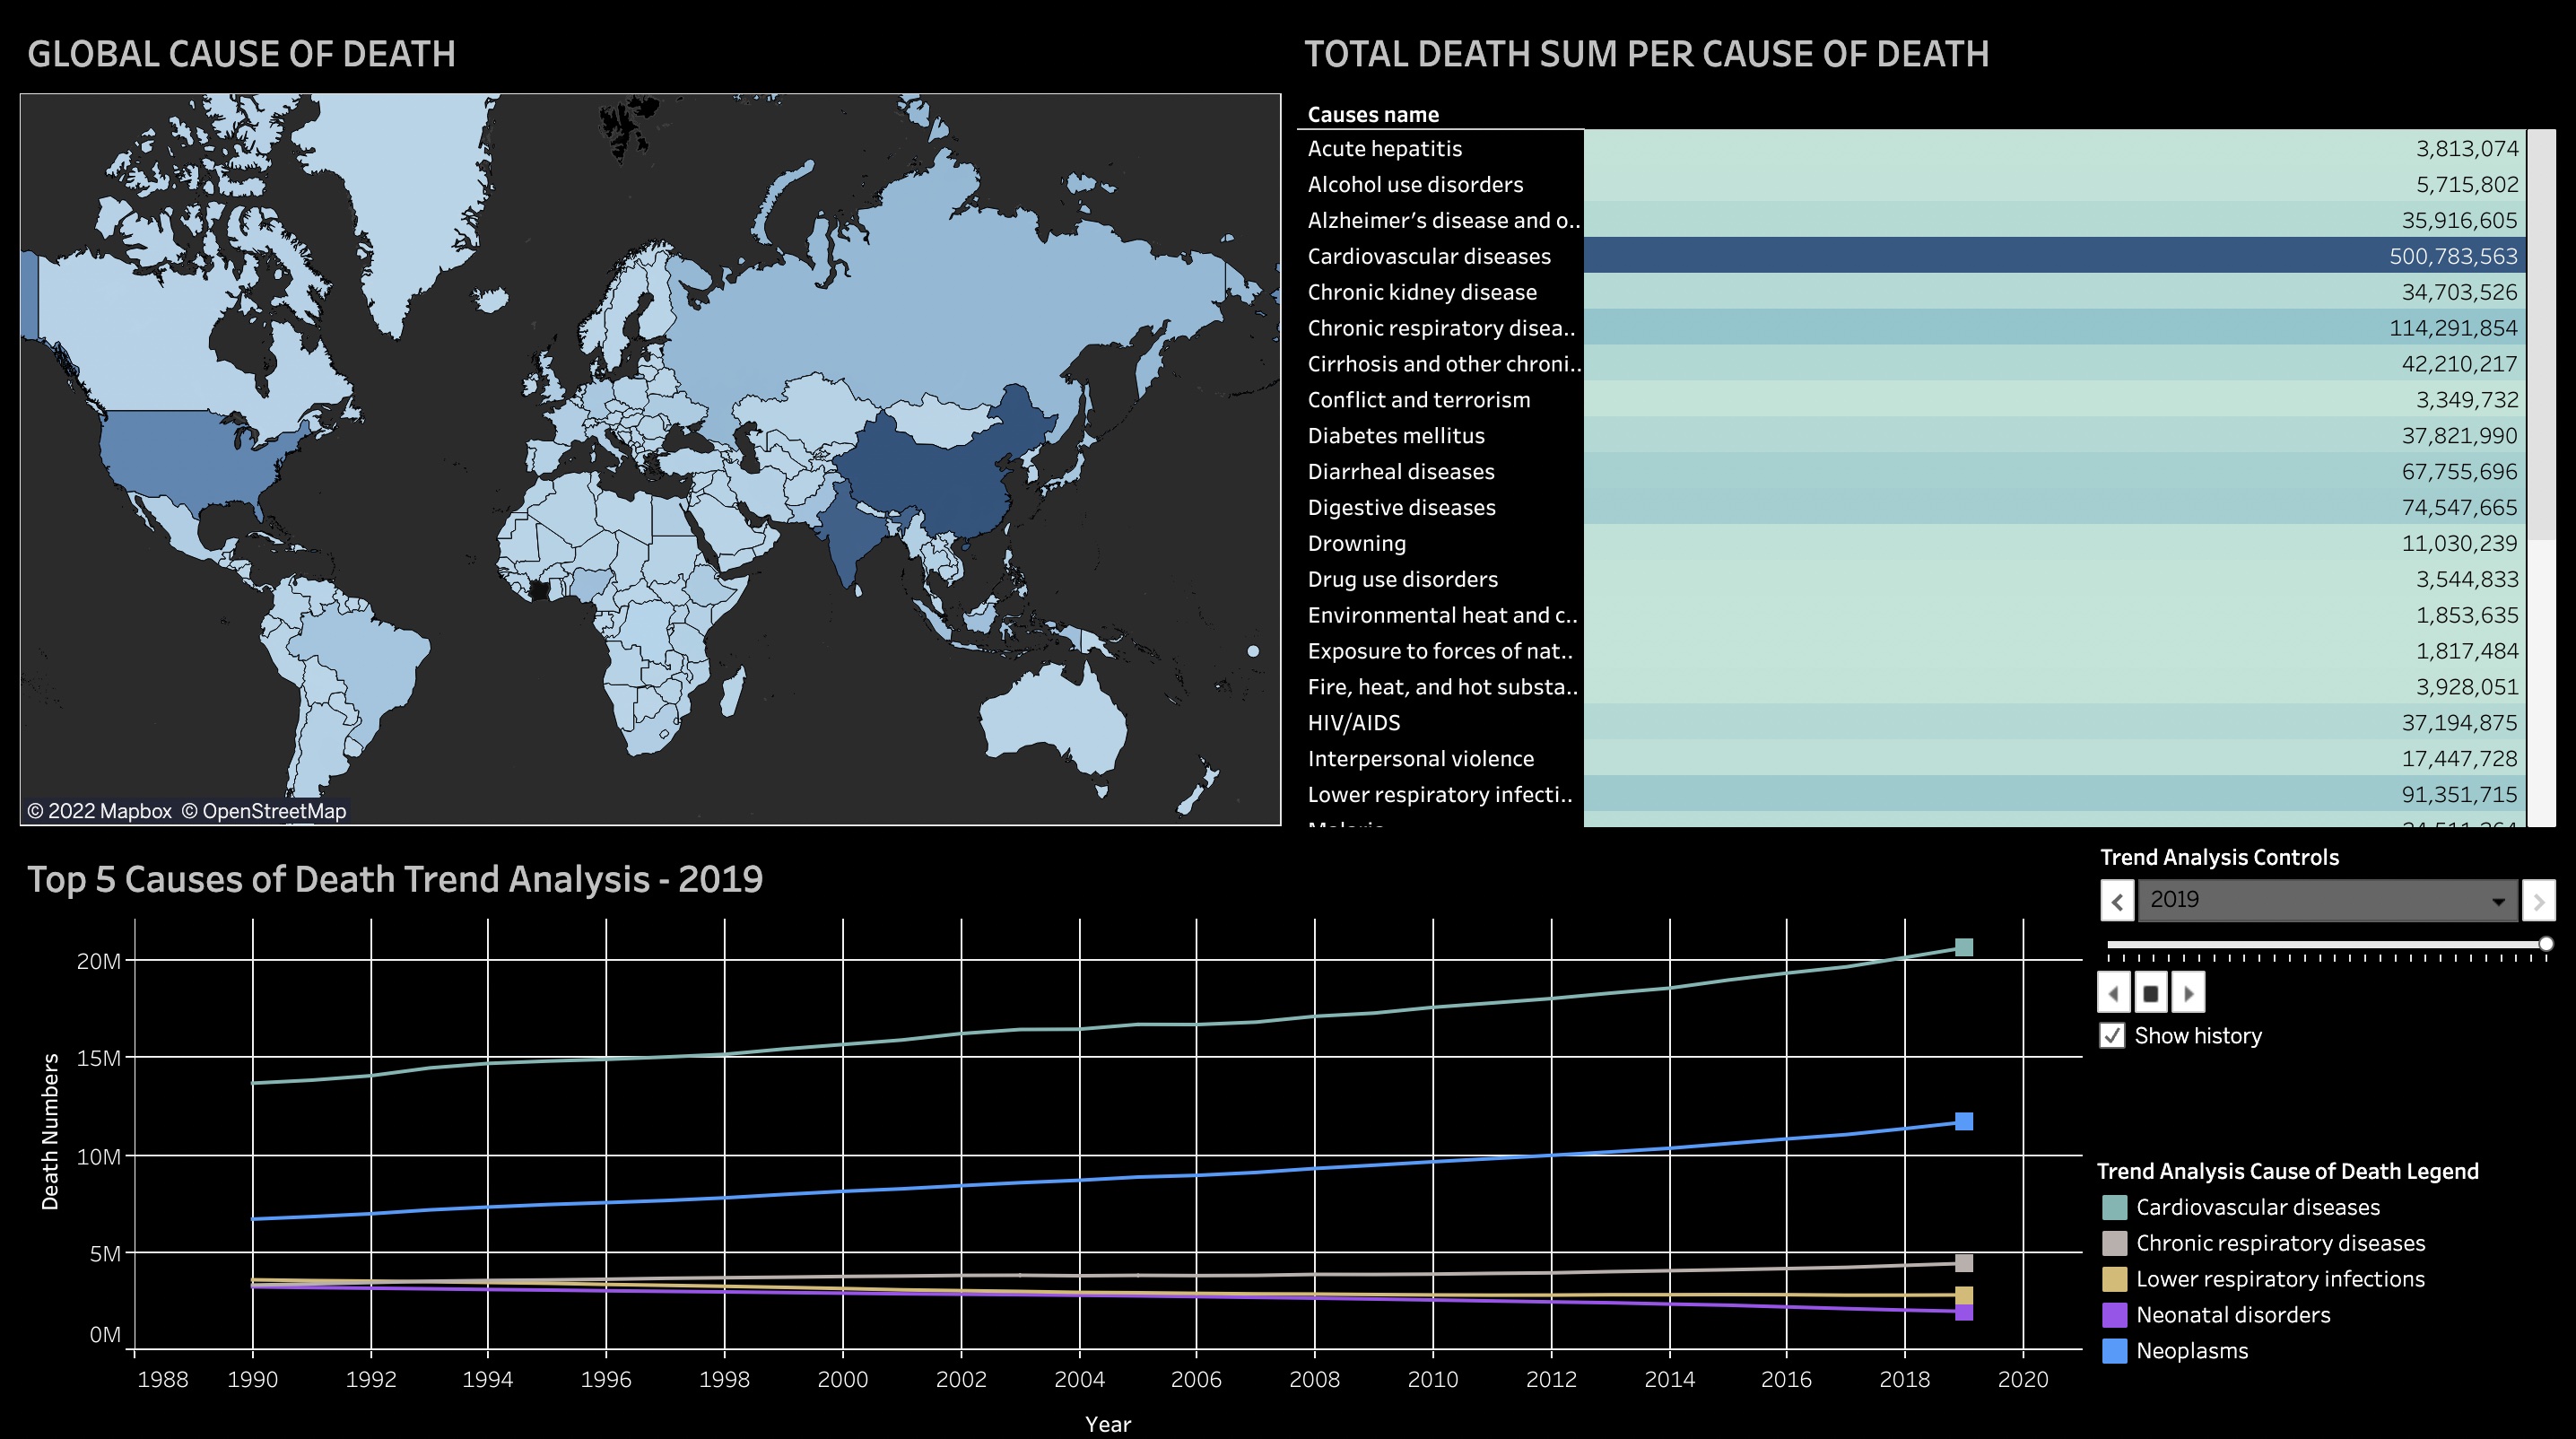 GLOBAL CAUSE OF DEATH
© 2022 Mapbox © OpenStreetMap
TOTAL DEATH SUM PER CAUSE OF DEATH
Causes name
Acute hepatitis 3,813,074
Alcohol use disorders 5,715,802
Alzheimer’s disease and o.. 35,916,605
Cardiovascular diseases 500,783,563
Chronic kidney disease 34,703,526
Chronic respiratory disea.. 114,291,854
Cirrhosis and other chroni.. 42,210,217
Conflict and terrorism 3,349,732
Diabetes mellitus 37,821,990
Diarrheal diseases 67,755,696
Digestive diseases 74,547,665
Drowning 11,030,239
Drug use disorders 3,544,833
Environmental heat and c.. 1,853,635
Exposure to forces of nat.. 1,817,484
Fire, heat, and hot substa.. 3,928,051
HIV/AIDS 37,194,875
Interpersonal violence 17,447,728
Lower respiratory infecti.. 91,351,715
Top 5 Causes of Death Trend Analysis - 2019
Death Numbers
20M
15M
10M
5M
0M
1988 1990 1992 1994 1996 1998 2000 2002 2004 2006 2008 2010 2012 2014 2016 2018 2020
Year
Trend Analysis Controls
2019
Show history
Trend Analysis Cause of Death Legend
Cardiovascular diseases
Chronic respiratory diseases
Lower respiratory infections
Neonatal disorders
Neoplasms